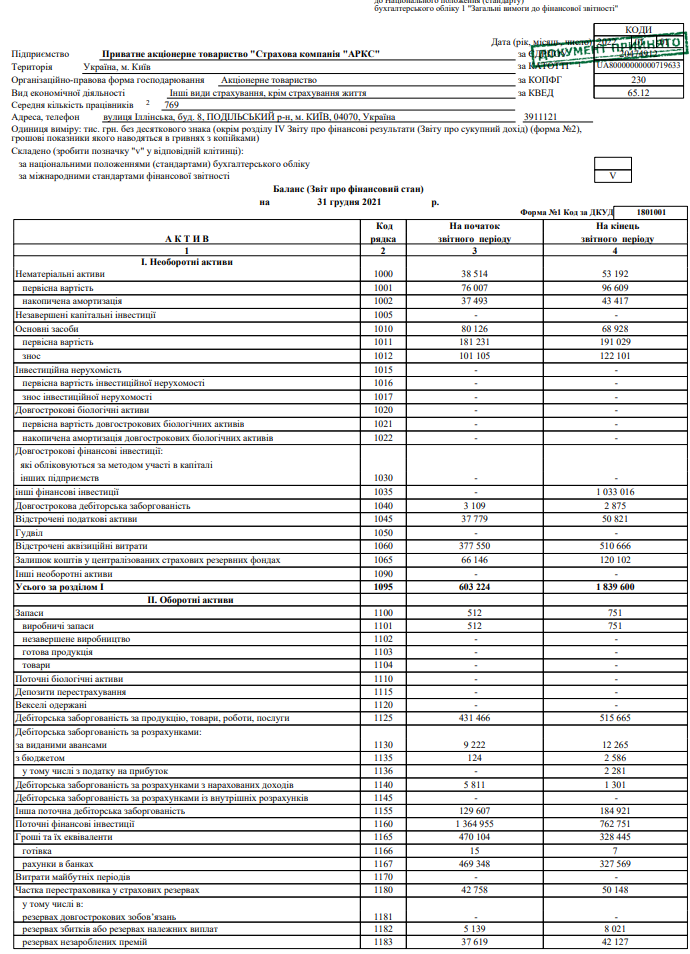 до Національного положення (стандарту)
бухгалтерського обліку 1 "Загальні вимоги до фінансової звітності"
КОДИ
Дата (рік, місяць, число)
ДОКУМЕНТ ПРИЙНЯТО
Підприємство Приватне акціонерне товариство "Страхова компанія "АРКС" за 20474912
Територія Україна, м. Київ за КАТОТТГ UA80000000000719633
Організаційно-правова форма господарювання Акціонерне товариство за КОПФГ 230
Вид економічної діяльності Інші види страхування, крім страхування життя за КВЕД 65.12
Середня кількість працівників 2 769
Адреса, телефон вулиця Іллінська, буд. 8, ПОДІЛЬСЬКИЙ р-н, м. КИЇВ, 04070, Україна 3911121
Одиниця виміру: тис. грн. без десяткового знака (окрім розділу IV Звіту про фінансові результати (Звіту про сукупний дохід) (форма №2),
грошові показники якого наводяться в гривнях з копійками)
Складено (зробити позначку "v" у відповідній клітинці):
за національними положеннями (стандартами) бухгалтерського обліку
за міжнародними стандартами фінансової звітності V
Баланс (Звіт про фінансовий стан)
на 31 грудня 2021 р.
Форма №1 Код за ДКУД 1801001
А К Т И В Код рядка На початок звітного періоду На кінець звітного періоду
1 2 3 4
I. Необоротні активи
Нематеріальні активи 1000 38 514 53 192
первісна вартість 1001 76 007 96 609
накопичена амортизація 1002 37 493 43 417
Незавершені капітальні інвестиції 1005 - -
Основні засоби 1010 80 126 68 928
первісна вартість 1011 181 231 191 029
знос 1012 101 105 122 101
Інвестиційна нерухомість 1015 - -
первісна вартість інвестиційної нерухомості 1016 - -
знос інвестиційної нерухомості 1017 - -
Довгострокові біологічні активи 1020 - -
первісна вартість довгострокових біологічних активів 1021 - -
накопичена амортизація довгострокових біологічних активів 1022 - -
Довгострокові фінансові інвестиції:
які обліковуються за методом участі в капіталі
інших підприємств 1030 - -
інші фінансові інвестиції 1035 - 1 033 016
Довгострокова дебіторська заборгованість 1040 3 109 2 875
Відстрочені податкові активи 1045 37 779 50 821
Гудвіл 1050 - -
Відстрочені аквізиційні витрати 1060 377 550 510 666
Залишок коштів у централізованих страхових резервних фондах 1065 66 146 120 102
Інші необоротні активи 1090 - -
Усього за розділом I 1095 603 224 1 839 600
II. Оборотні активи
Запаси 1100 512 751
виробничі запаси 1101 512 751
незавершене виробництво 1102 - -
готова продукція 1103 - -
товари 1104 - -
Поточні біологічні активи 1110 - -
Депозити перестрахування 1115 - -
Векселі одержані 1120 - -
Дебіторська заборгованість за продукцію, товари, роботи, послуги 1125 431 466 515 665
Дебіторська заборгованість за розрахунками:
за виданими авансами 1130 9 222 12 265
з бюджетом 1135 124 2 586
у тому числі з податку на прибуток 1136 - 2 281
Дебіторська заборгованість за розрахунками з нарахованих доходів 1140 5 811 1 301
Дебіторська заборгованість за розрахунками із внутрішніх розрахунків 1145 - -
Інша поточна дебіторська заборгованість 1155 129 607 184 921
Поточні фінансові інвестиції 1160 1 364 955 762 751
Гроші та їх еквіваленти 1165 470 104 328 445
готівка 1166 15 7
рахунки в банках 1167 469 348 327 569
Витрати майбутніх періодів 1170 - -
Частка перестраховика у страхових резервах 1180 42 758 50 148
у тому числі в:
резервах довгострокових зобов’язань 1181 - -
резервах збитків або резервах належних виплат 1182 5 139 8 021
резервах незароблених премій 1183 37 619 42 127